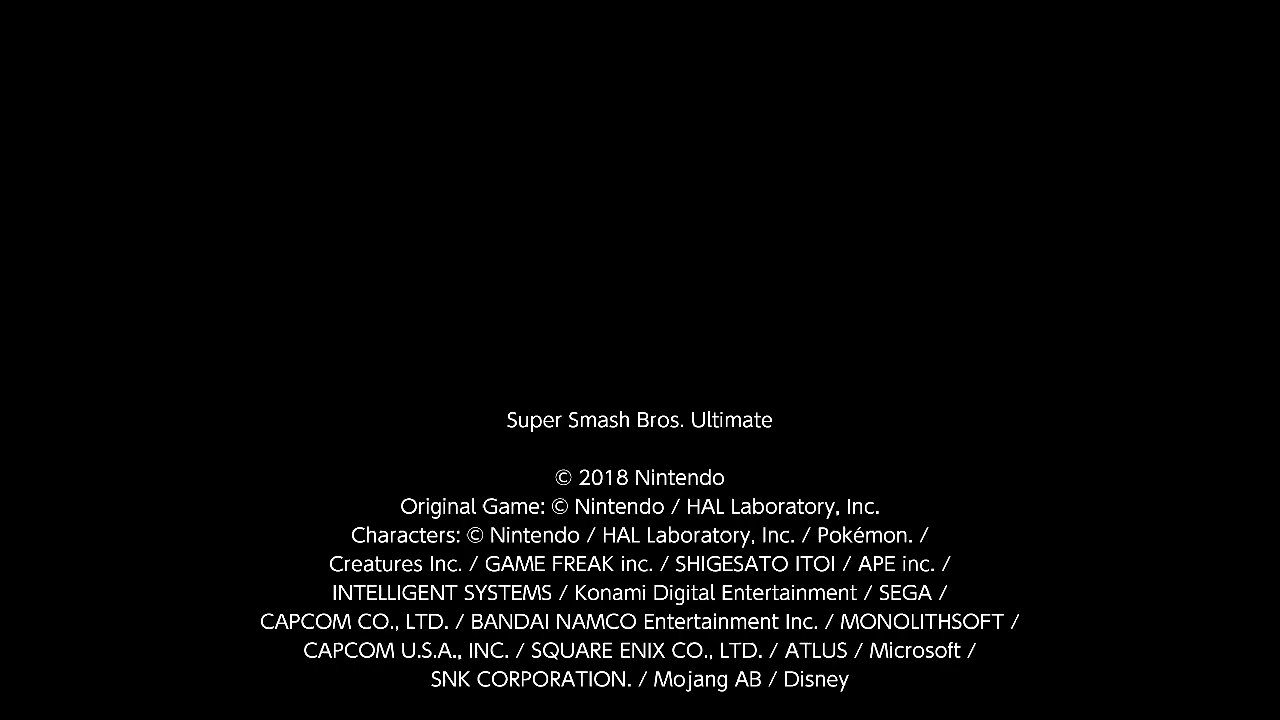 Super Smash Bros. Ultimate
© 2018 Nintendo
Original Game: © Nintendo / HAL Laboratory, Inc.
Characters: © Nintendo / HAL Laboratory, Inc. / Pokémon. /
Creatures Inc. / GAME FREAK inc. / SHIGESATO ITOI / APE inc. /
INTELLIGENT SYSTEMS / Konami Digital Entertainment / SEGA /
CAPCOM CO., LTD. / BANDAI NAMCO Entertainment Inc. / MONOLITHSOFT /
CAPCOM U.S.A., INC. / SQUARE ENIX CO., LTD. / ATLUS / Microsoft /
SNK CORPORATION. / Mojang AB / Disney